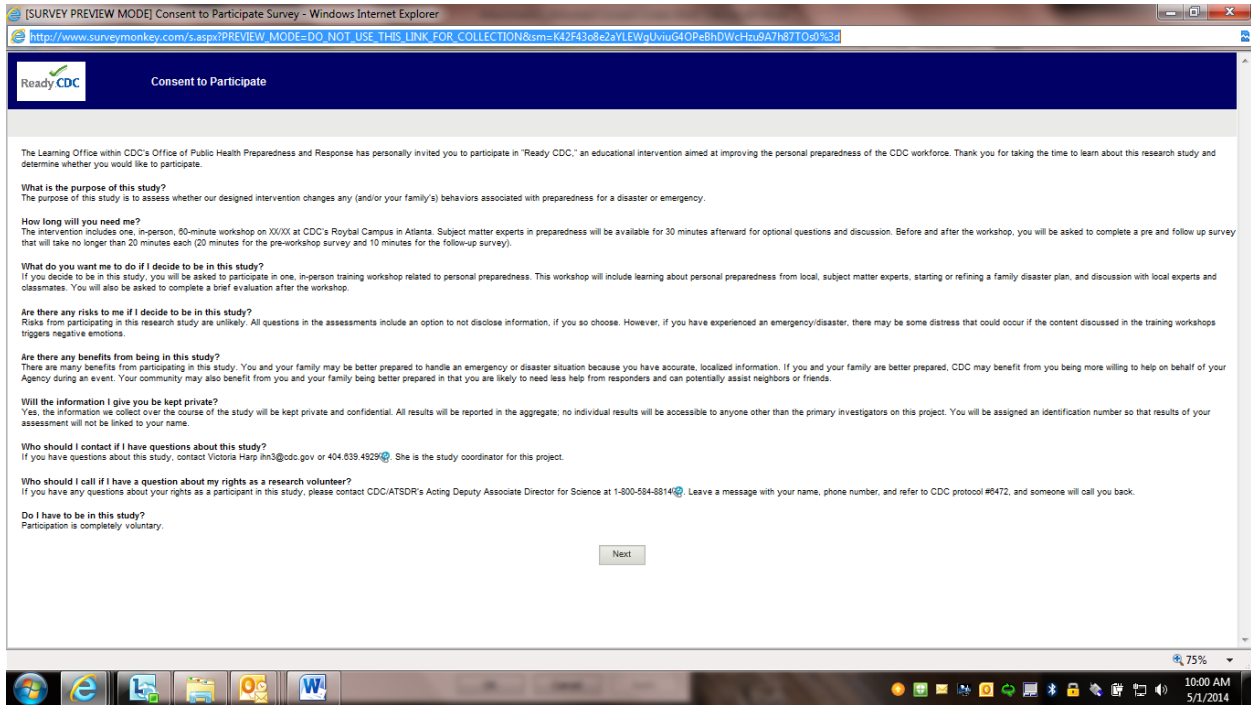 [SURVEY PREVIEW MODE] Consent to Participate Survey - Windows Internet Explorer
http://www.surveymonkey.com/s.aspx?PREVIEW_MODE=DO_NOT_USE_THIS_LINK_FOR_COLLECTION&sm=K42F43o8e2aYLEWgUviuG4OPeBhDWcHzu9A7h87TOs0%3d
Ready CDC
Consent to Participate
The Learning Office within CDC's Office of Public Health Preparedness and Response has personally invited you to participate in "Ready CDC," an educational intervention aimed at improving the personal preparedness of the CDC workforce. Thank you for taking the time to learn about this research study and
determine whether you would like to participate.
What is the purpose of this study?
The purpose of this study is to assess whether our designed intervention changes any (and/or your family's) behaviors associated with preparedness for a disaster or emergency.
How long will you need me?
The intervention includes one, in-person, 60-minute workshop on XX/XX at CDC's Roybal Campus in Atlanta. Subject matter experts in preparedness will be available for 30 minutes afterward for optional questions and discussion. Before and after the workshop, you will be asked to complete a pre and follow up survey
that will take no longer than 20 minutes each (20 minutes for the pre-workshop survey and 10 minutes for the follow-up survey).
What do you want me to do if I decide to be in this study?
If you decide to be in this study, you will be asked to participate in one, in-person training workshop related to personal preparedness. This workshop will include learning about personal preparedness from local, subject matter experts, starting or refining a family disaster plan, and discussion with local experts and
classmates. You will also be asked to complete a brief evaluation after the workshop.
Are there any risks to me if I decide to be in this study?
Risks from participating in this research study are unlikely. All questions in the assessments include an option to not disclose information, if you so choose. However, if you have experienced an emergency/disaster, there may be some distress that could occur if the content discussed in the training workshops
triggers negative emotions.
Are there any benefits from being in this study?
There are many benefits from participating in this study. You and your family may be better prepared to handle an emergency or disaster situation because you have accurate, localized information. If you and your family are better prepared, CDC may benefit from you being more willing to help on behalf of your
Agency during an event. Your community may also benefit from you and your family being better prepared in that you are likely to need less help from responders and can potentially assist neighbors or friends.
Will the information I give you be kept private?
Yes, the information we collect over the course of the study will be kept private and confidential. All results will be reported in the aggregate; no individual results will be accessible to anyone other than the primary investigators on this project. You will be assigned an identification number so that results of your
assessment will not be linked to your name.
Who should I contact if I have questions about this study?
If you have questions about this study, contact Victoria Harp ihn3@cdc.gov or 404.639.4929. She is the study coordinator for this project.
Who should I call if I have a question about my rights as a research volunteer?
If you have any questions about your rights as a participant in this study, please contact CDC/ATSDR's Acting Deputy Associate Director for Science at 1-800-584-8814. Leave a message with your name, phone number, and refer to CDC protocol #6472, and someone will call you back.
Do I have to be in this study?
Participation is completely voluntary.
Next
75%
10:00 AM
5/1/2014